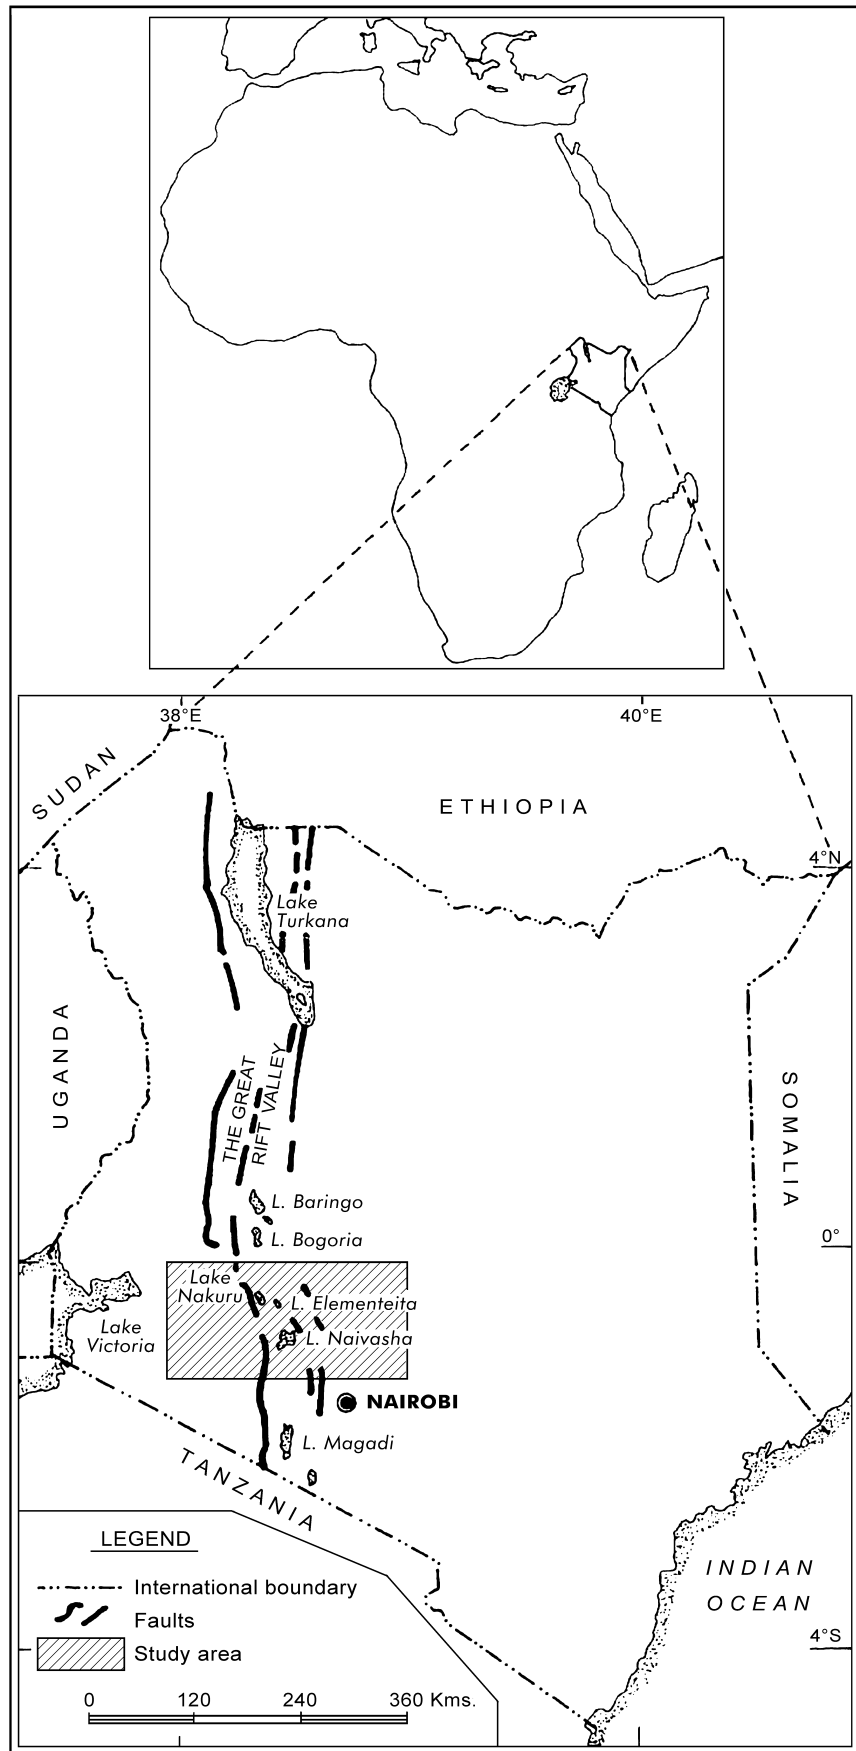 38°E
40°E
SUDAN
ETHIOPIA
4°N
Lake
Turkana
UGANDA
THE GREAT
RIFT VALLEY
SOMALIA
L. Baringo
L. Bogoria
0°
Lake
Nakuru
L. Elementeita
Lake
Victoria
L. Naivasha
NAIROBI
L. Magadi
TANZANIA
LEGEND
International boundary
Faults
Study area
INDIAN
OCEAN
4°S
0 120 240 360 Kms.